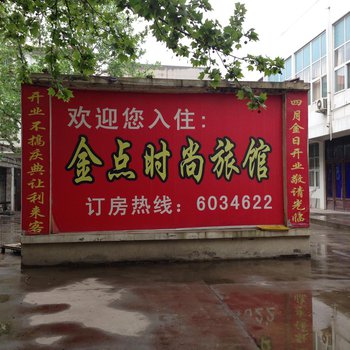 欢迎您入住:
金点时尚旅馆
订房热线: 6034622
开业不搞庆典让利来客
四月金日开业敬请光临